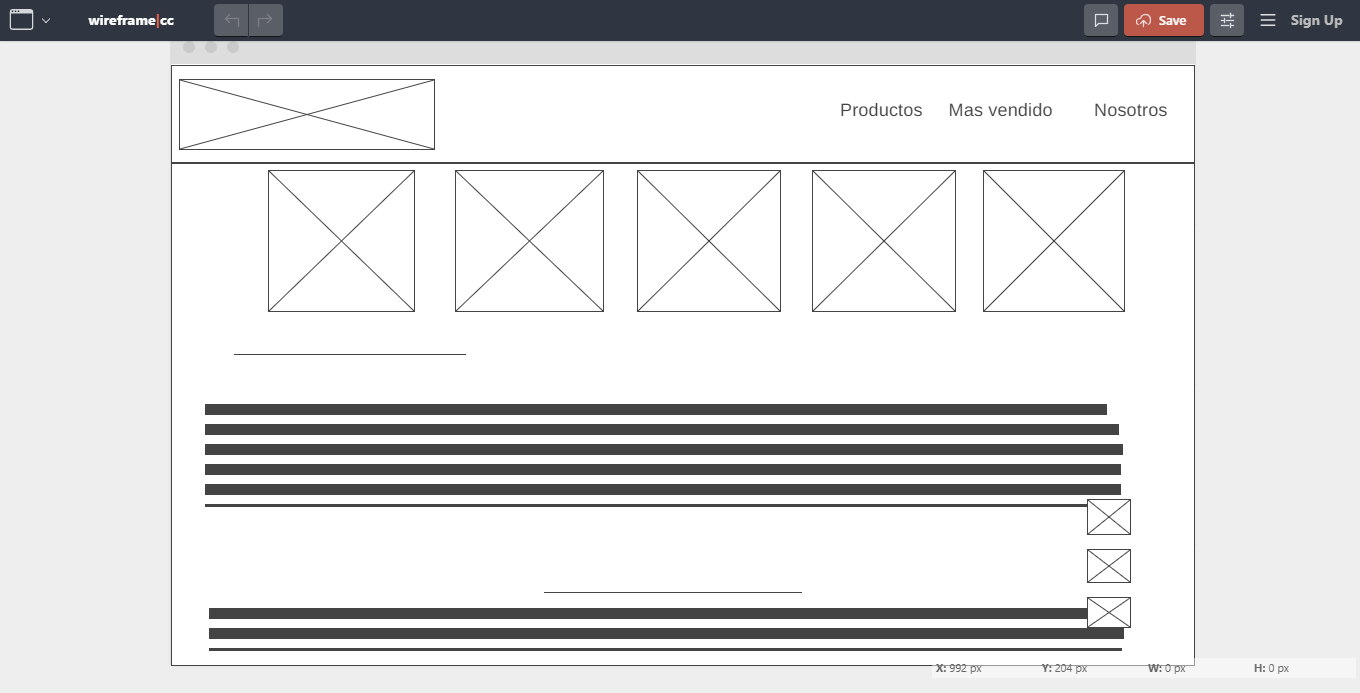 wireframe|cc
Save
Sign Up
Productos Mas vendido Nosotros
X: 992 px Y: 204 px W: 0 px H: 0 px